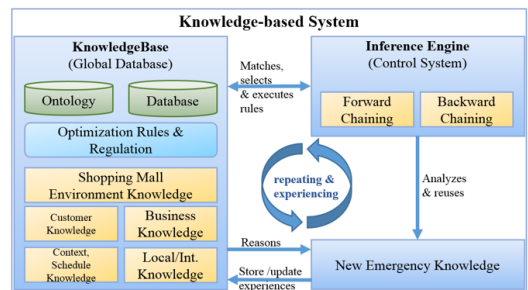 Knowledge-based System
KnowledgeBase
(Global Database)
Ontology
Database
Optimization Rules &
Regulation
Shopping Mall
Environment Knowledge
Customer
Knowledge
Business
Knowledge
Context,
Schedule
Knowledge
Local/Int.
Knowledge
Matches,
selects
& executes
rules
Inference Engine
(Control System)
Forward
Chaining
Backward
Chaining
repeating &
experiencing
Analyzes
& reuses
Reasons
Store /update
experiences
New Emergency Knowledge